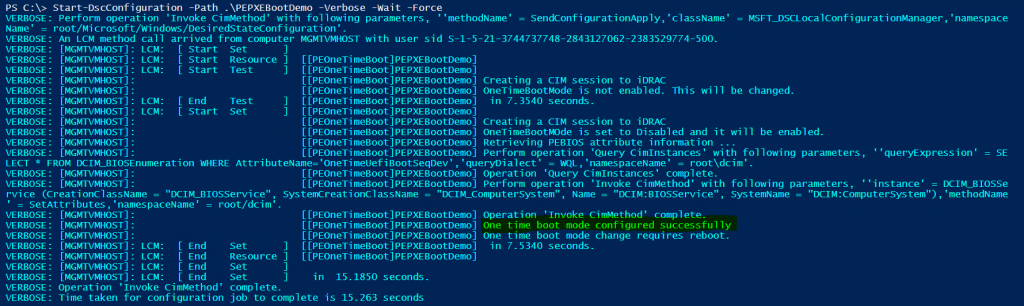 PS C:\> Start-DscConfiguration -Path .\PEPXEBootDemo -Verbose -Wait -Force
VERBOSE: Perform operation 'Invoke CimMethod' with following parameters, ''methodName' = SendConfigurationApply,'className' = MSFT_DSCLocalConfigurationManager,'namespace
Name' = root/Microsoft/Windows/DesiredStateConfiguration'.
VERBOSE: An LCM method call arrived from computer MGMTVMHOST with user sid S-1-5-21-3744737748-2843127062-2383529774-500.
VERBOSE: [MGMTVMHOST]: LCM:  [ Start  Set      ]
VERBOSE: [MGMTVMHOST]: LCM:  [ Start  Resource ]  [[PEOneTimeBoot]PEPXEBootDemo]
VERBOSE: [MGMTVMHOST]: LCM:  [ Start  Test     ]  [[PEOneTimeBoot]PEPXEBootDemo]
VERBOSE: [MGMTVMHOST]:                            [[PEOneTimeBoot]PEPXEBootDemo] Creating a CIM session to iDRAC
VERBOSE: [MGMTVMHOST]:                            [[PEOneTimeBoot]PEPXEBootDemo] OneTimeBootMode is not enabled. This will be changed.
VERBOSE: [MGMTVMHOST]: LCM:  [ End    Test     ]  [[PEOneTimeBoot]PEPXEBootDemo]  in 7.3540 seconds.
VERBOSE: [MGMTVMHOST]: LCM:  [ Start  Set      ]  [[PEOneTimeBoot]PEPXEBootDemo]
VERBOSE: [MGMTVMHOST]:                            [[PEOneTimeBoot]PEPXEBootDemo] Creating a CIM session to iDRAC
VERBOSE: [MGMTVMHOST]:                            [[PEOneTimeBoot]PEPXEBootDemo] OneTimeBootMOde is set to Disabled and it will be enabled.
VERBOSE: [MGMTVMHOST]:                            [[PEOneTimeBoot]PEPXEBootDemo] Retrieving PEBIOS attribute information ...
VERBOSE: [MGMTVMHOST]:                            [[PEOneTimeBoot]PEPXEBootDemo] Perform operation 'Query CimInstances' with following parameters, ''queryExpression' = SE
LECT * FROM DCIM_BIOSEnumeration WHERE AttributeName='OneTimeUefiBootSeqDev','queryDialect' = WQL,'namespaceName' = root\dcim'.
VERBOSE: [MGMTVMHOST]:                            [[PEOneTimeBoot]PEPXEBootDemo] Operation 'Query CimInstances' complete.
VERBOSE: [MGMTVMHOST]:                            [[PEOneTimeBoot]PEPXEBootDemo] Perform operation 'Invoke CimMethod' with following parameters, ''instance' = DCIM_BIOSSe
rvice (CreationClassName = "DCIM_BIOSService", SystemCreationClassName = "DCIM_ComputerSystem", Name = "DCIM:BIOSService", SystemName = "DCIM:ComputerSystem"),'methodName
' = SetAttributes,'namespaceName' = root/dcim'.
VERBOSE: [MGMTVMHOST]:                            [[PEOneTimeBoot]PEPXEBootDemo] Operation 'Invoke CimMethod' complete.
VERBOSE: [MGMTVMHOST]:                            [[PEOneTimeBoot]PEPXEBootDemo] One time boot mode configured successfully
VERBOSE: [MGMTVMHOST]:                            [[PEOneTimeBoot]PEPXEBootDemo] One time boot mode change requires reboot.
VERBOSE: [MGMTVMHOST]: LCM:  [ End    Set      ]  [[PEOneTimeBoot]PEPXEBootDemo]  in 7.5340 seconds.
VERBOSE: [MGMTVMHOST]: LCM:  [ End    Resource ]  [[PEOneTimeBoot]PEPXEBootDemo]
VERBOSE: [MGMTVMHOST]: LCM:  [ End    Set      ]
VERBOSE: [MGMTVMHOST]: LCM:  [ End    Set      ]    in  15.1850 seconds.
VERBOSE: Operation 'Invoke CimMethod' complete.
VERBOSE: Time taken for configuration job to complete is 15.263 seconds